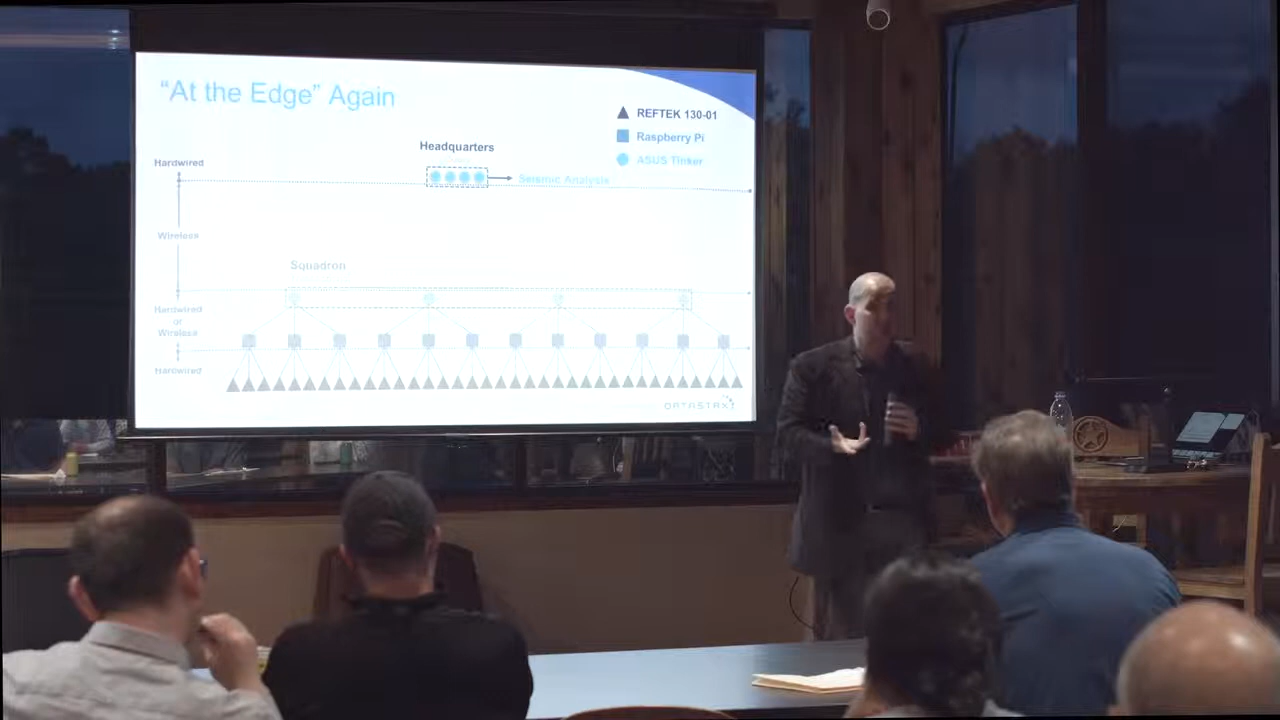 “At the Edge” Again
REFTEK 130-01
Raspberry Pi
ASUS Tinker
Headquarters
Hardwired
Seismic Analysis
Wireless
Squadron
Hardwired
or
Wireless
Hardwired
DATASTAX